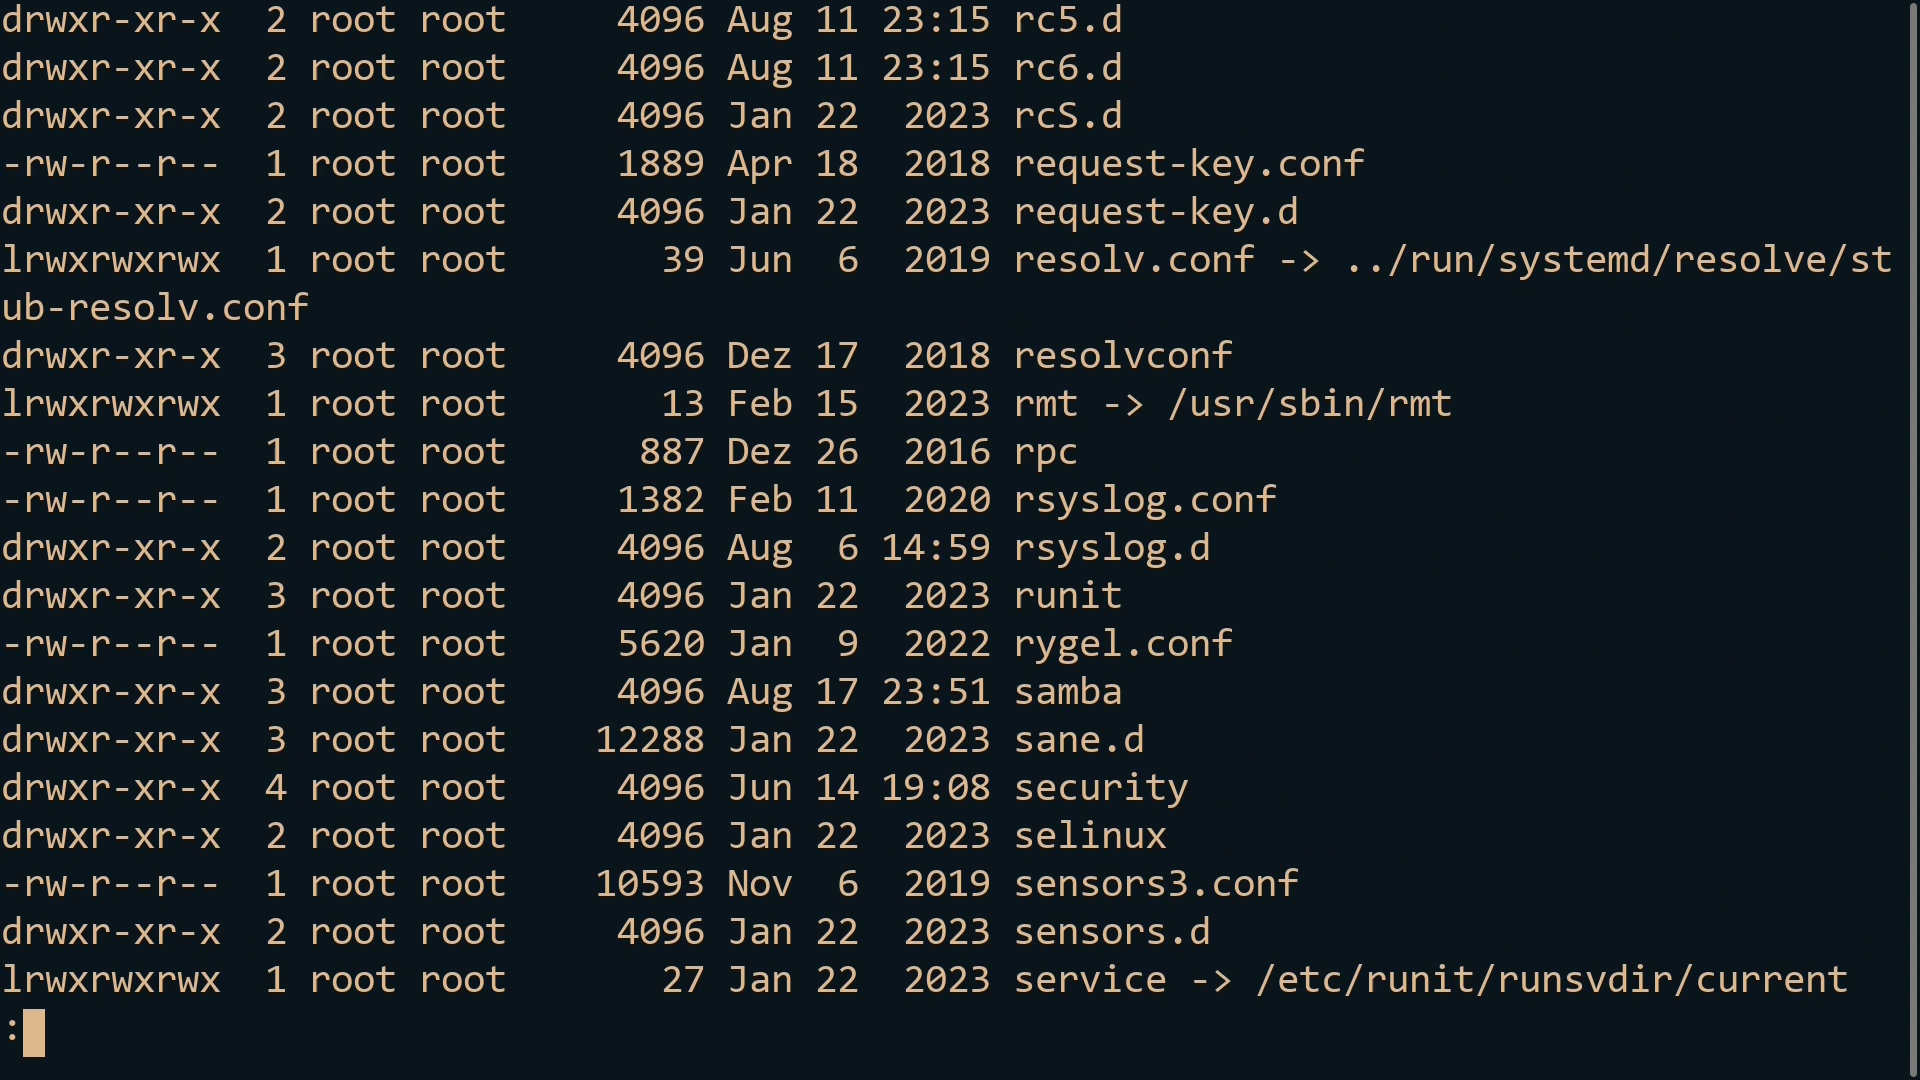 drwxr-xr-x  2 root root     4096 Aug 11 23:15 rc5.d
drwxr-xr-x  2 root root     4096 Aug 11 23:15 rc6.d
drwxr-xr-x  2 root root     4096 Jan 22  2023 rcS.d
-rw-r--r--  1 root root     1889 Apr 18  2018 request-key.conf
drwxr-xr-x  2 root root     4096 Jan 22  2023 request-key.d
lrwxrwxrwx  1 root root       39 Jun  6  2019 resolv.conf -> ../run/systemd/resolve/st
ub-resolv.conf
drwxr-xr-x  3 root root     4096 Dez 17  2018 resolvconf
lrwxrwxrwx  1 root root       13 Feb 15  2023 rmt -> /usr/sbin/rmt
-rw-r--r--  1 root root      887 Dez 26  2016 rpc
-rw-r--r--  1 root root     1382 Feb 11  2020 rsyslog.conf
drwxr-xr-x  2 root root     4096 Aug  6 14:59 rsyslog.d
drwxr-xr-x  3 root root     4096 Jan 22  2023 runit
-rw-r--r--  1 root root     5620 Jan  9  2022 rygel.conf
drwxr-xr-x  3 root root     4096 Aug 17 23:51 samba
drwxr-xr-x  3 root root    12288 Jan 22  2023 sane.d
drwxr-xr-x  4 root root     4096 Jun 14 19:08 security
drwxr-xr-x  2 root root     4096 Jan 22  2023 selinux
-rw-r--r--  1 root root    10593 Nov  6  2019 sensors3.conf
drwxr-xr-x  2 root root     4096 Jan 22  2023 sensors.d
lrwxrwxrwx  1 root root       27 Jan 22  2023 service -> /etc/runit/runsvdir/current
: